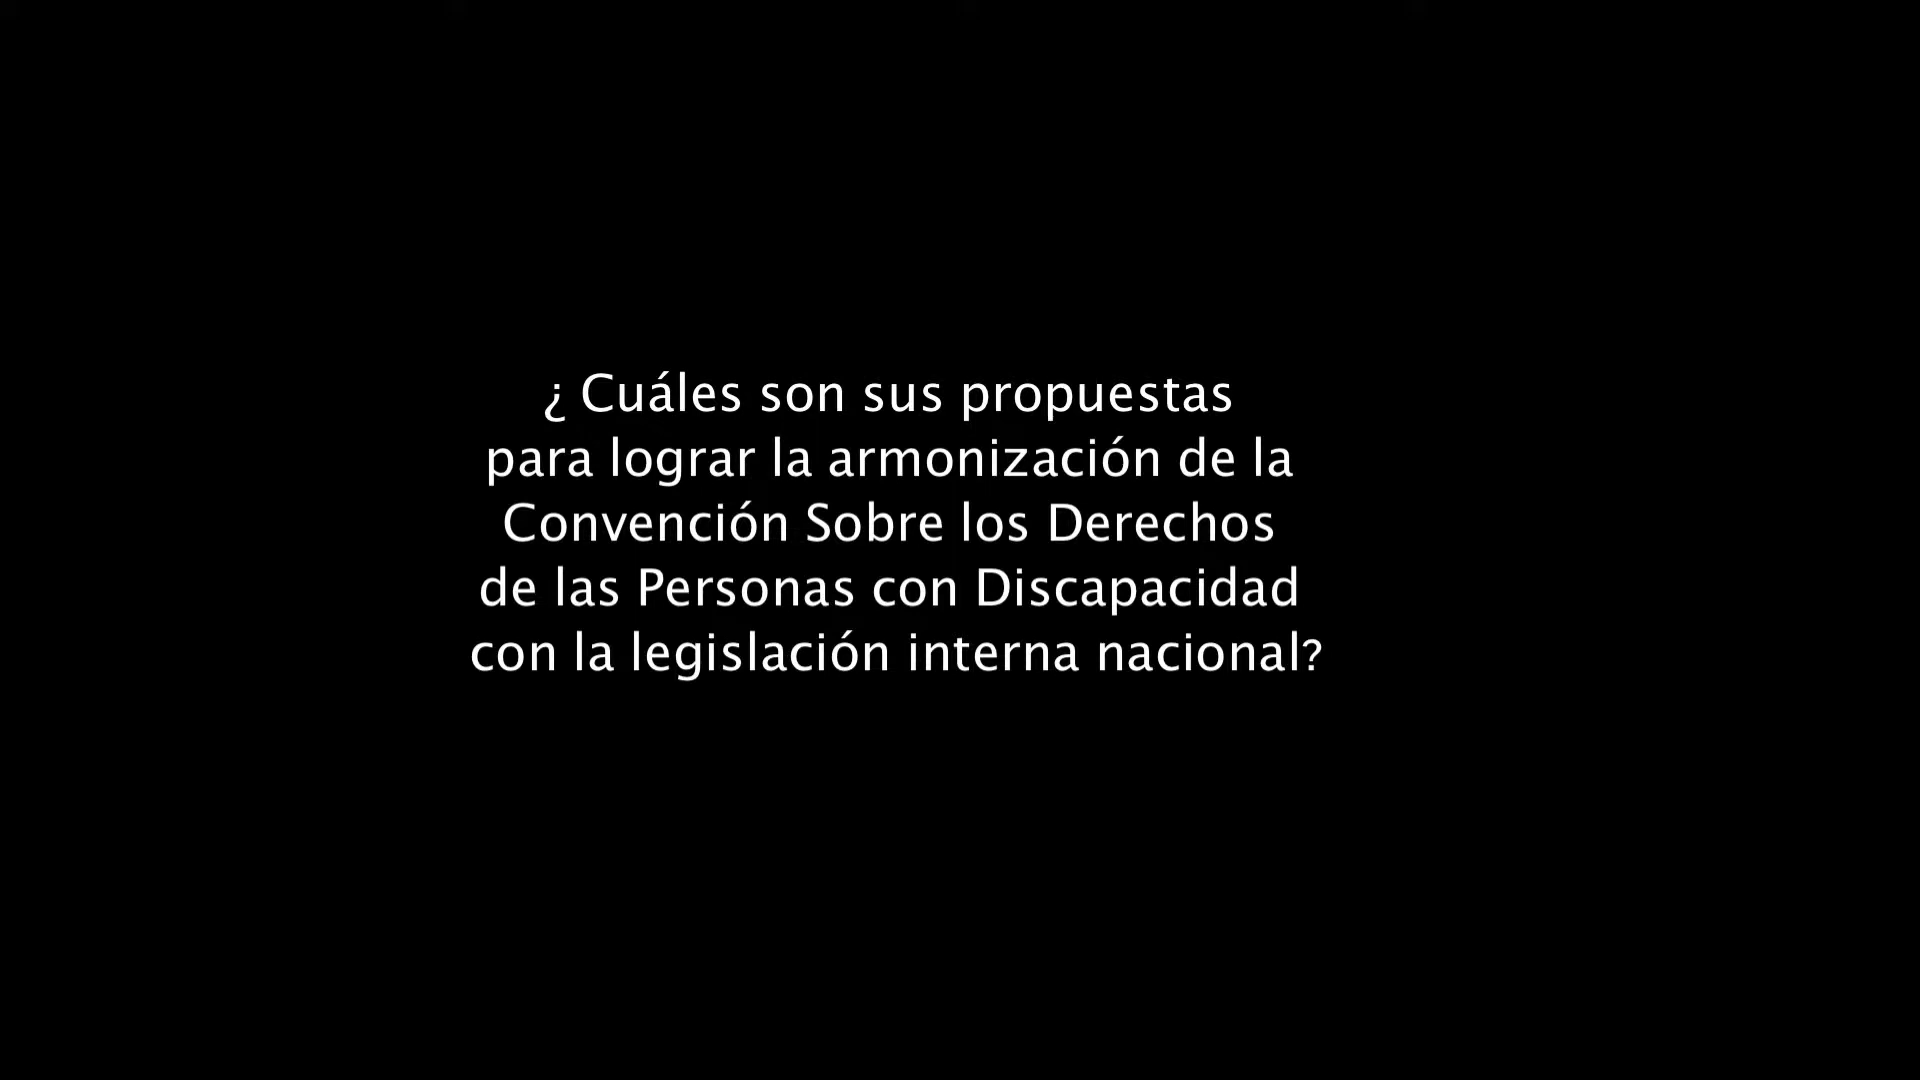 ¿ Cuáles son sus propuestas
para lograr la armonización de la
Convención Sobre los Derechos
de las Personas con Discapacidad
con la legislación interna nacional?